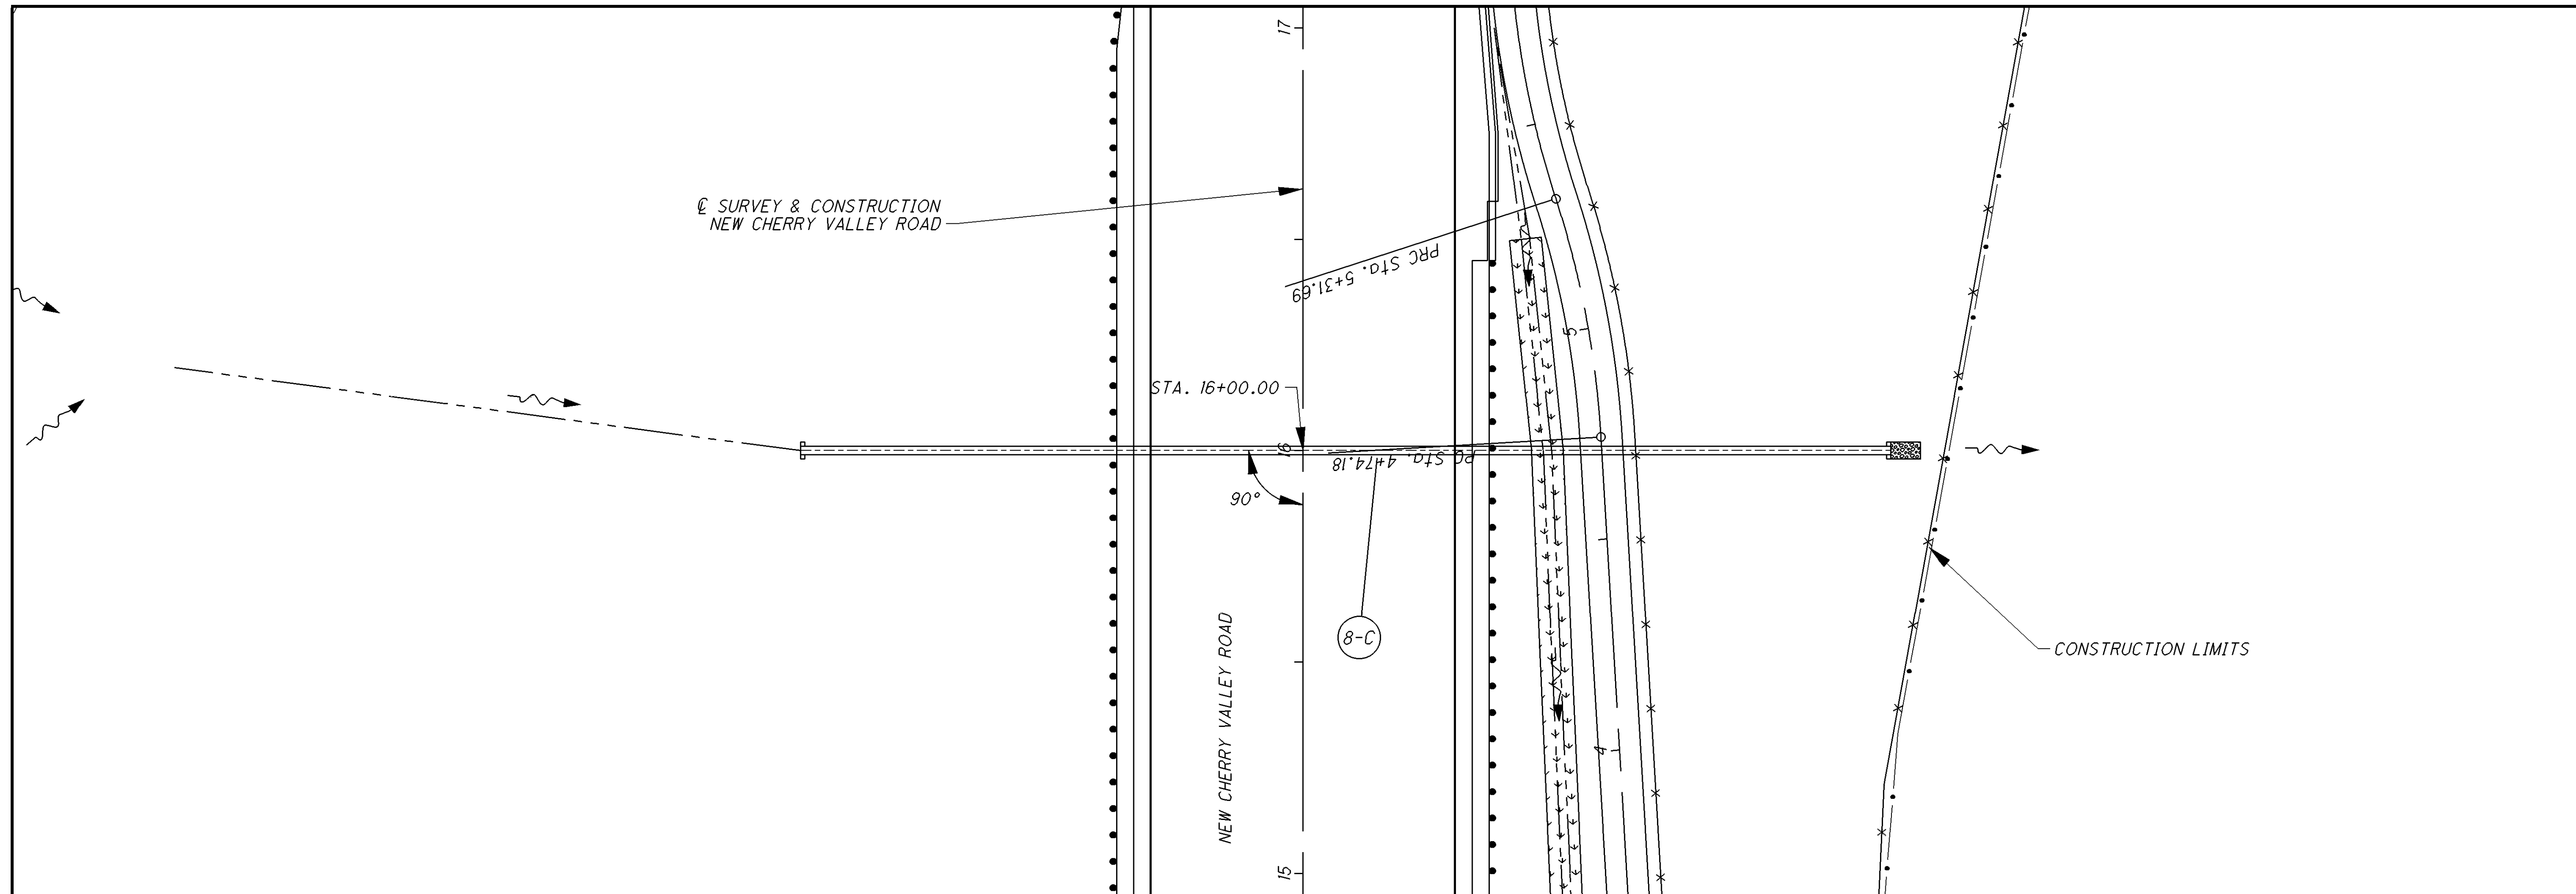 17
℄ SURVEY & CONSTRUCTION
NEW CHERRY VALLEY ROAD
PRC Sta. 5+31.69
5
STA. 16+00.00
16
PC Sta. 4+74.18
90°
8-C
NEW CHERRY VALLEY ROAD
CONSTRUCTION LIMITS
4
15